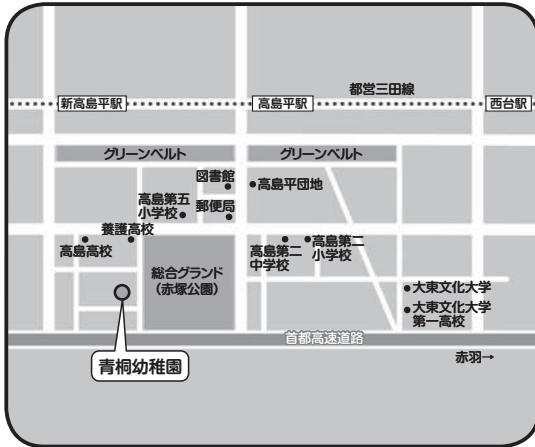 都営三田線
新高島平駅
高島平駅
西台駅
グリーンベルト
グリーンベルト
図書館
高島平団地
高島第五
小学校
郵便局
養護高校
高島高校
総合グランド
(赤塚公園)
高島第二
中学校
高島第二
小学校
大東文化大学
大東文化大学
第一高校
首都高速道路
青桐幼稚園
赤羽→